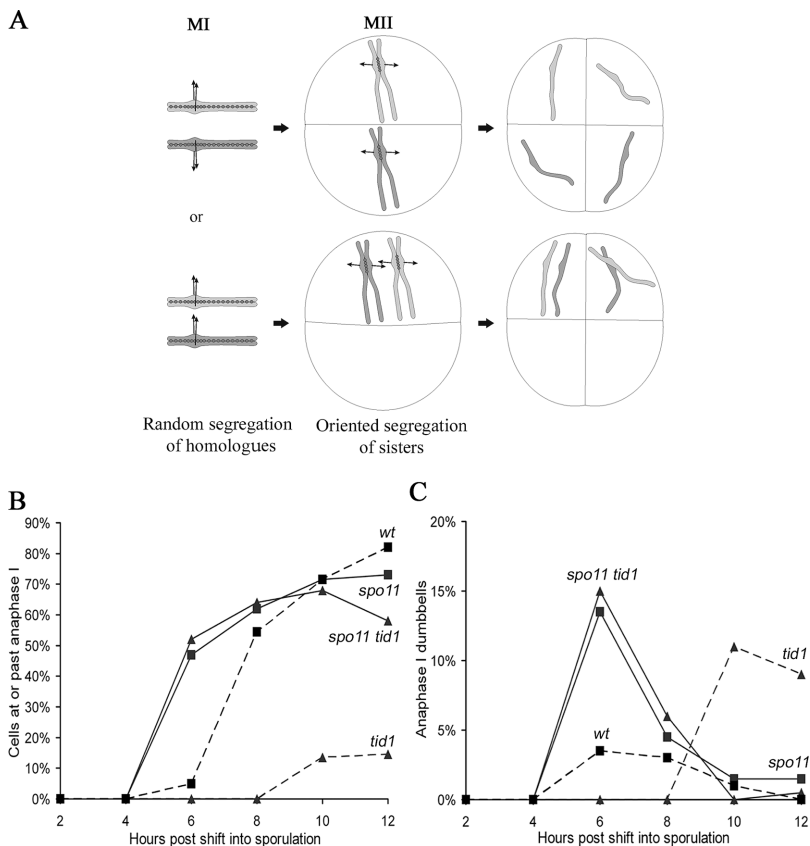 A
MI
MII
or
Random segregation
of homologues
Oriented segregation
of sisters
B
Cells at or past anaphase I
90%
80%
70%
60%
50%
40%
30%
20%
10%
0%
wt
spo11
spo11 tid1
tid1
2
4
6
8
10
12
Hours post shift into sporulation
C
Anaphase I dumbbells
20%
15%
10%
5%
0%
spo11 tid1
tid1
wt
spo11
2
4
6
8
10
12
Hours post shift into sporulation